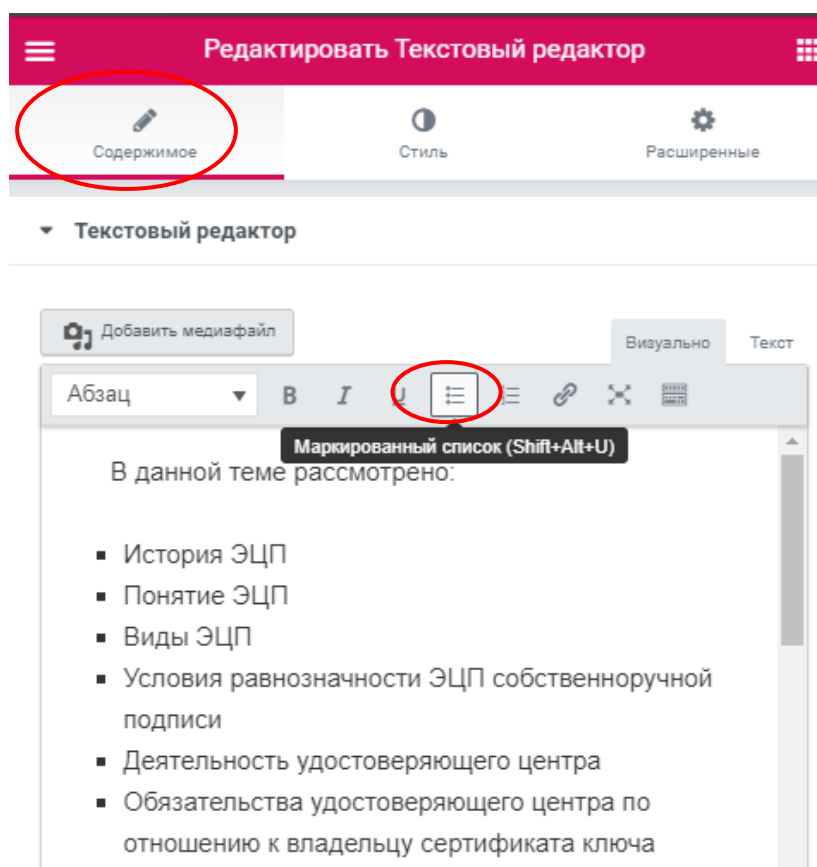 Редактировать Текстовый редактор
Содержимое
Стиль
Расширенные
Текстовый редактор
Добавить медиафайл
Визуально
Текст
Абзац
B I U
Маркированный список (Shift+Alt+U)
В данной теме рассмотрено:
История ЭЦП
Понятие ЭЦП
Виды ЭЦП
Условия равнозначности ЭЦП собственноручной
подписи
Деятельность удостоверяющего центра
Обязательства удостоверяющего центра по
отношению к владельцу сертификата ключа